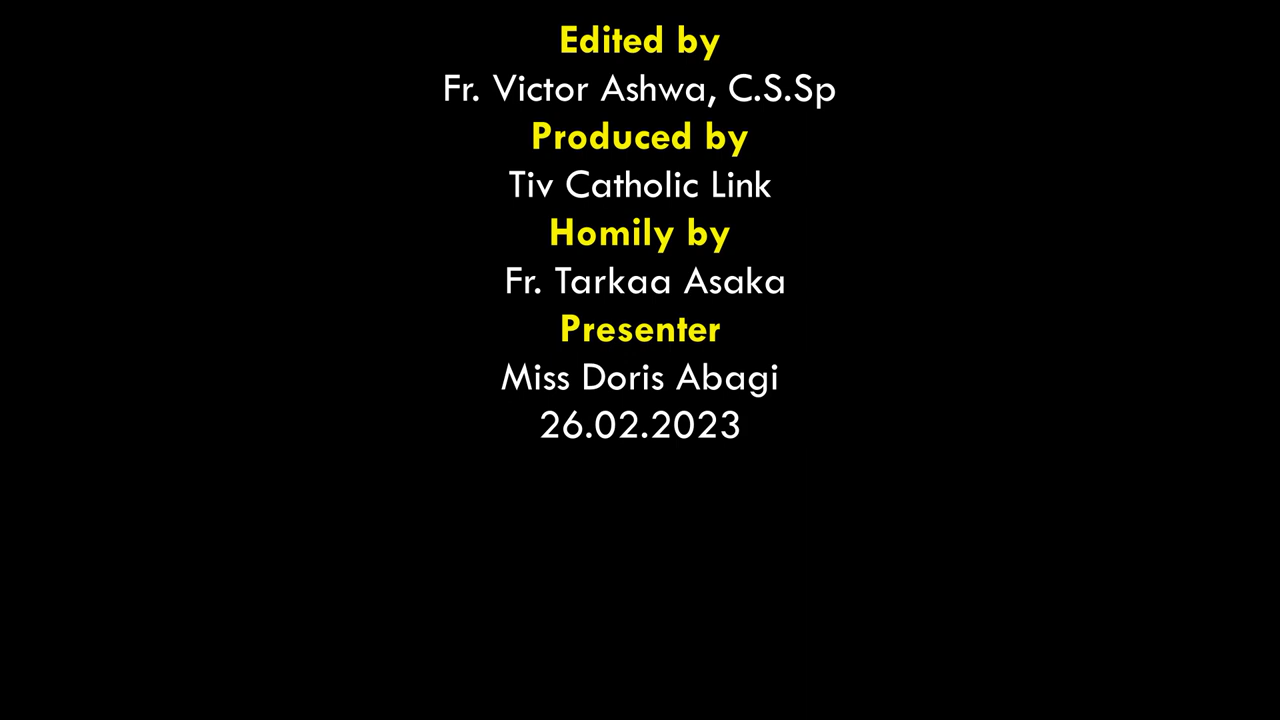 Edited by
Fr. Victor Ashwa, C.S.Sp
Produced by
Tiv Catholic Link
Homily by
Fr. Tarkaa Asaka
Presenter
Miss Doris Abagi
26.02.2023